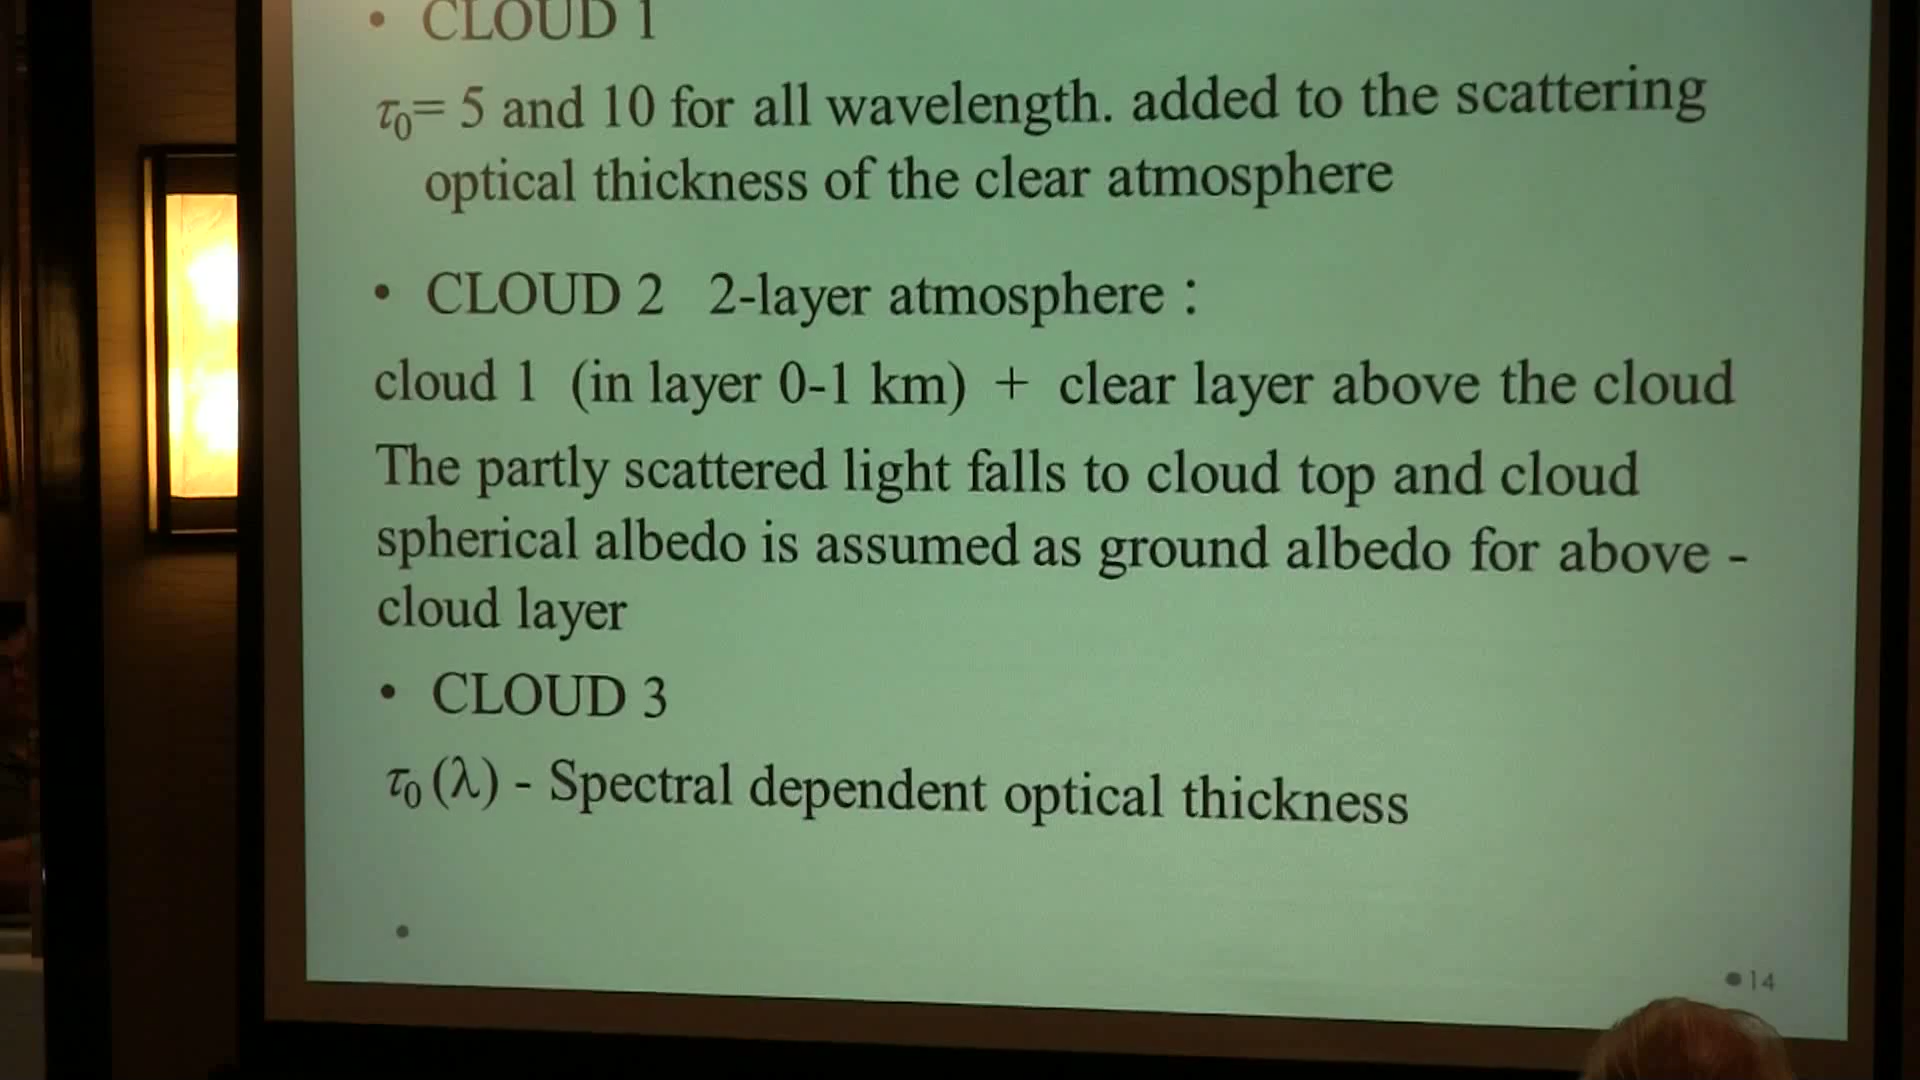 • CLOUD 1
τ₀= 5 and 10 for all wavelength. added to the scattering
optical thickness of the clear atmosphere
• CLOUD 2 2-layer atmosphere :
cloud 1 (in layer 0-1 km) + clear layer above the cloud
The partly scattered light falls to cloud top and cloud
spherical albedo is assumed as ground albedo for above -
cloud layer
• CLOUD 3
τ₀ (λ) - Spectral dependent optical thickness
•
•14